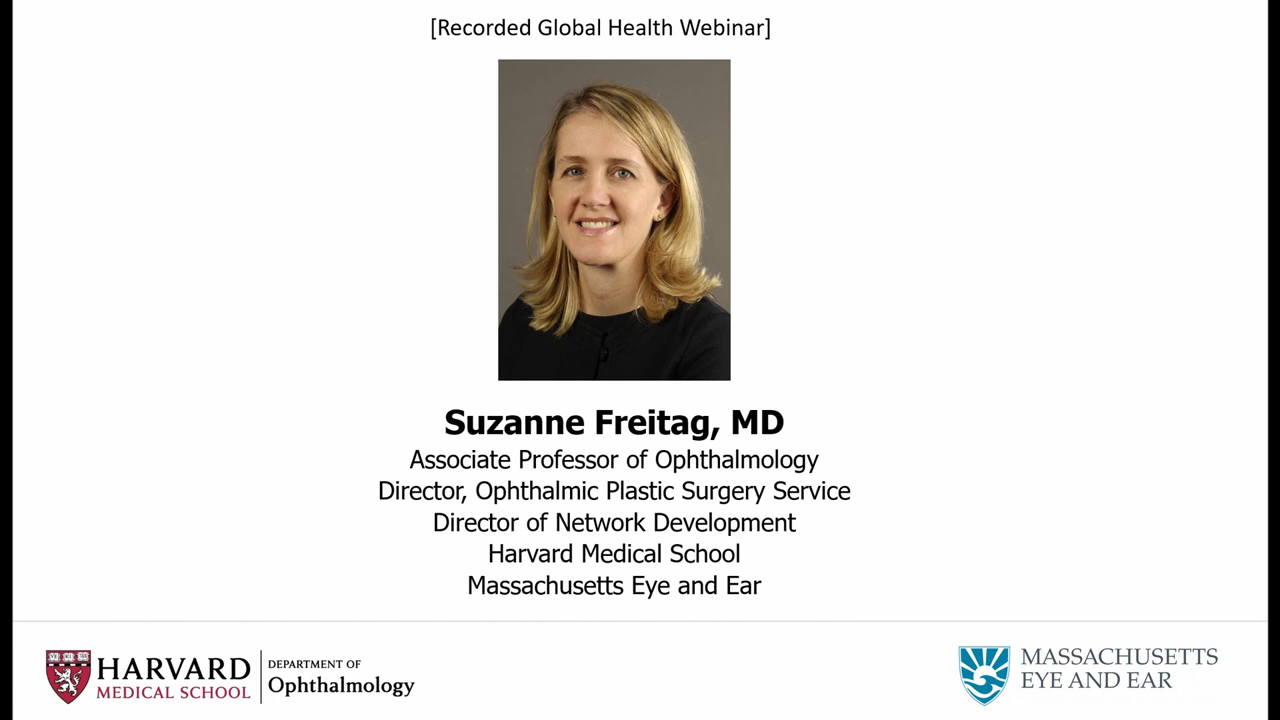 [Recorded Global Health Webinar]
Suzanne Freitag, MD
Associate Professor of Ophthalmology
Director, Ophthalmic Plastic Surgery Service
Director of Network Development
Harvard Medical School
Massachusetts Eye and Ear
HARVARD
MEDICAL SCHOOL
DEPARTMENT OF
Ophthalmology
MASSACHUSETTS
EYE AND EAR